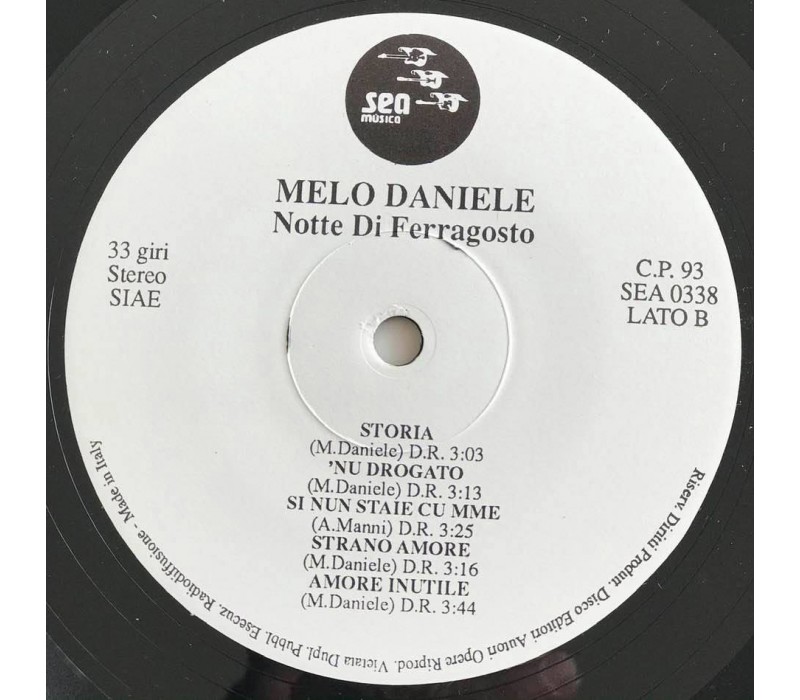 sea
música
MELO DANIELE
Notte Di Ferragosto
33 giri
Stereo
SIAE
C.P. 93
SEA 0338
LATO B
STORIA
(M.Daniele) D.R. 3:03
'NU DROGATO
(M.Daniele) D.R. 3:13
SI NUN STAIE CU MME
(A.Manni) D.R. 3:25
STRANO AMORE
(M.Daniele) D.R. 3:16
AMORE INUTILE
(M.Daniele) D.R. 3:44
Riserv. Diritti Produt. Disco Editori Autori Opere Riprod. Vietata Dupl. Pubbl. Esecuz. Radiodiffusione - Made in Italy